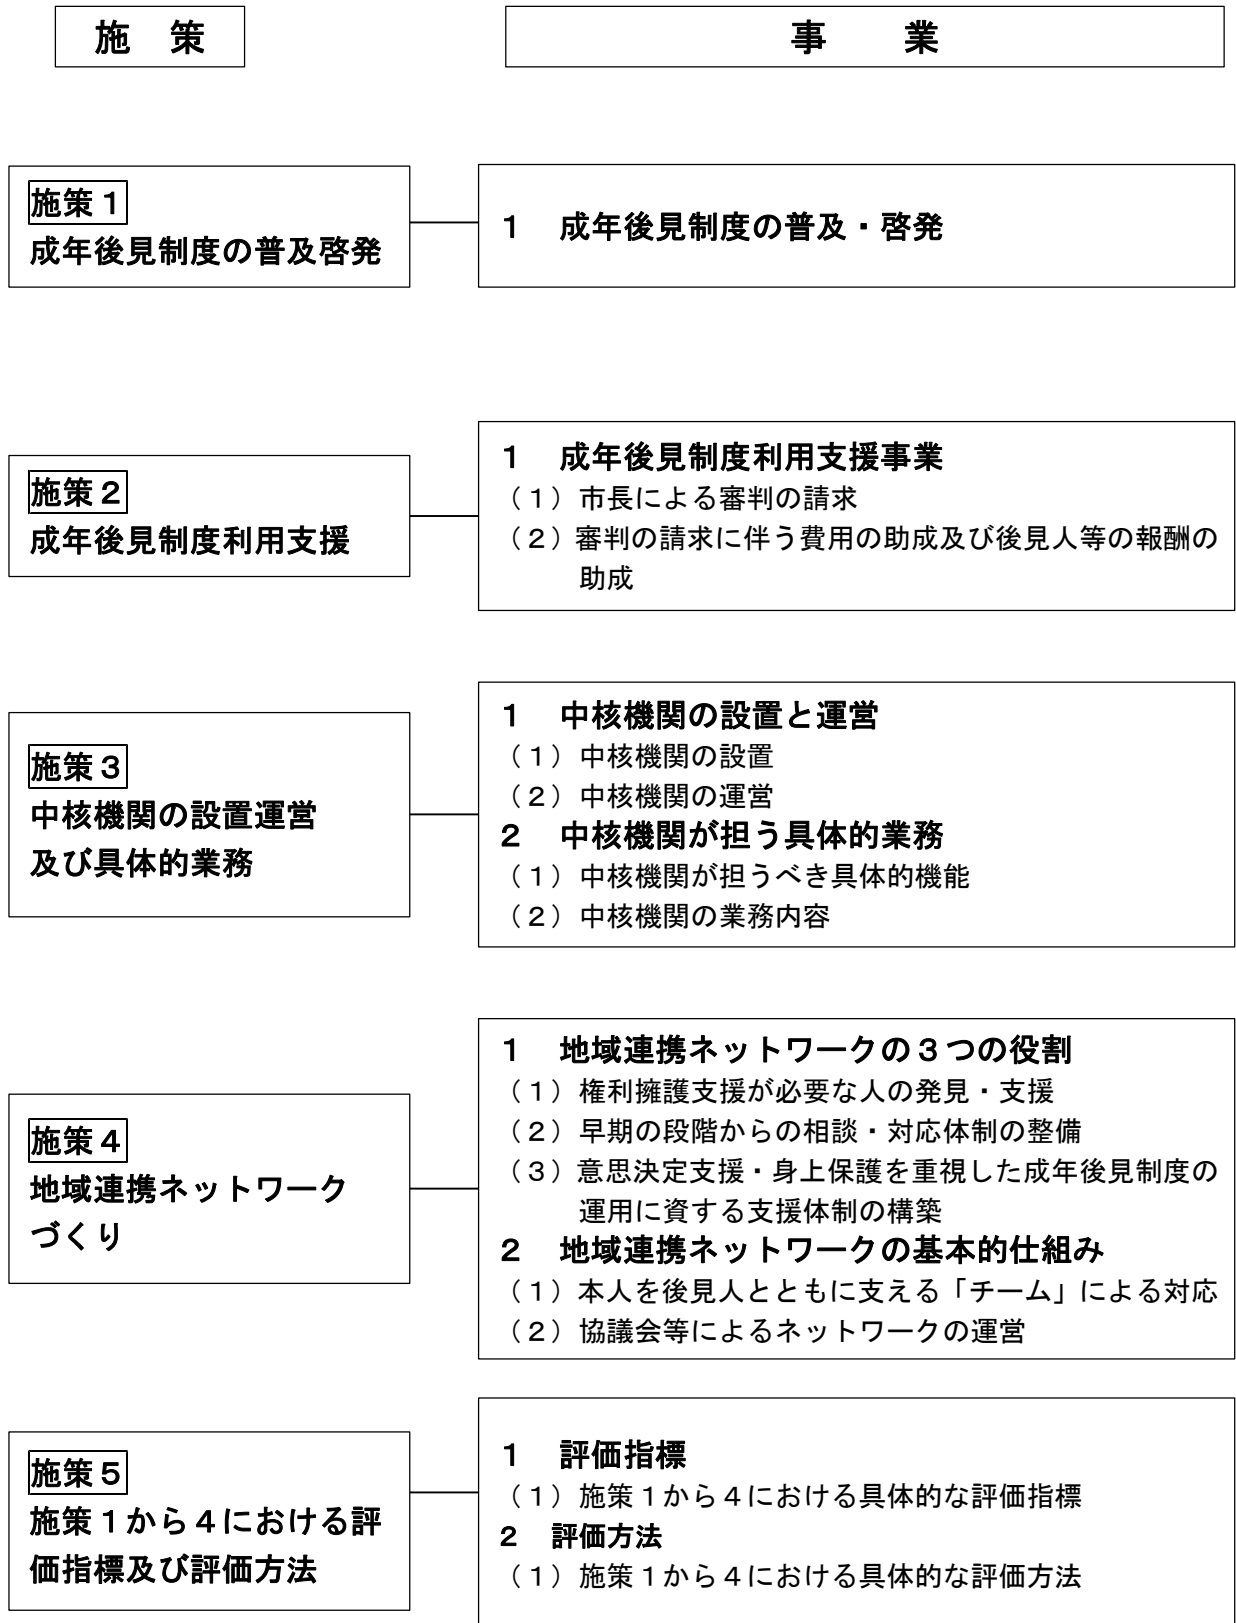 施　策
事　　業
施策１
成年後見制度の普及啓発
１　成年後見制度の普及・啓発
施策２
成年後見制度利用支援
１　成年後見制度利用支援事業
（１）市長による審判の請求
（２）審判の請求に伴う費用の助成及び後見人等の報酬の
助成
施策３
中核機関の設置運営
及び具体的業務
１　中核機関の設置と運営
（１）中核機関の設置
（２）中核機関の運営
２　中核機関が担う具体的業務
（１）中核機関が担うべき具体的機能
（２）中核機関の業務内容
施策４
地域連携ネットワーク
づくり
１　地域連携ネットワークの３つの役割
（１）権利擁護支援が必要な人の発見・支援
（２）早期の段階からの相談・対応体制の整備
（３）意思決定支援・身上保護を重視した成年後見制度の
運用に資する支援体制の構築
２　地域連携ネットワークの基本的仕組み
（１）本人を後見人とともに支える「チーム」による対応
（２）協議会等によるネットワークの運営
施策５
施策１から４における評
価指標及び評価方法
１　評価指標
（１）施策１から４における具体的な評価指標
２　評価方法
（１）施策１から４における具体的な評価方法